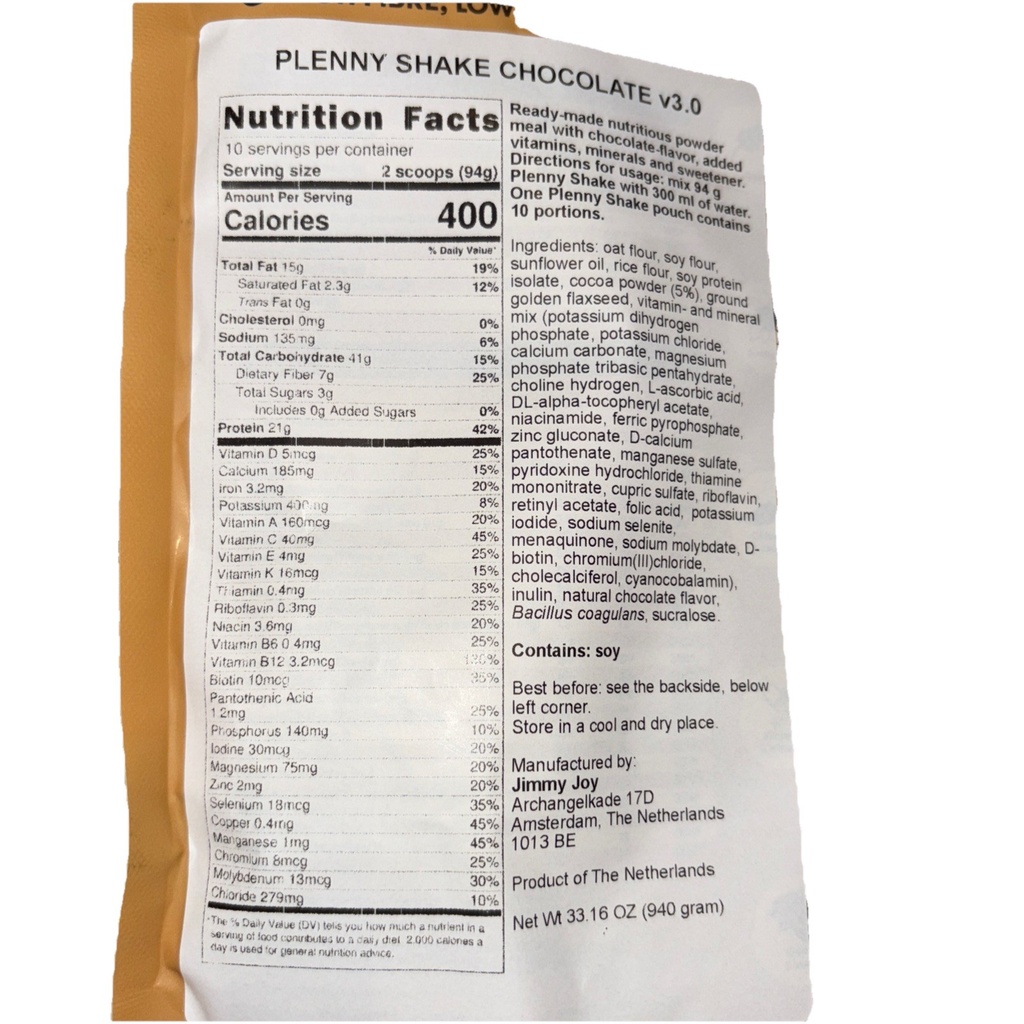 LOW
PLENNY SHAKE CHOCOLATE v3.0
Nutrition Facts
10 servings per container
Serving size 2 scoops (94g)
Amount Per Serving
Calories 400
% Daily Value*
Total Fat 15g 19%
Saturated Fat 2.3g 12%
Trans Fat 0g
Cholesterol 0mg 0%
Sodium 135mg 6%
Total Carbohydrate 41g 15%
Dietary Fiber 7g 25%
Total Sugars 3g
Includes 0g Added Sugars 0%
Protein 21g 42%
Vitamin D 5mcg 25%
Calcium 185mg 15%
Iron 3.2mg 20%
Potassium 400mg 8%
Vitamin A 160mcg 20%
Vitamin C 40mg 45%
Vitamin E 4mg 25%
Vitamin K 16mcg 15%
Thiamin 0.4mg 35%
Riboflavin 0.3mg 25%
Niacin 3.6mg 20%
Vitamin B6 0.4mg 25%
Vitamin B12 3.2mcg
Biotin 10mcg 35%
Pantothenic Acid
1.2mg 25%
Phosphorus 140mg 10%
Iodine 30mcg 20%
Magnesium 75mg 20%
Zinc 2mg 20%
Selenium 18mcg 35%
Copper 0.4mg 45%
Manganese 1mg 45%
Chromium 8mcg 25%
Molybdenum 13mcg 30%
Chloride 279mg 10%
*The % Daily Value (DV) tells you how much a nutrient in a
serving of food contributes to a daily diet. 2.000 calories a
day is used for general nutrition advice.
Ready-made nutritious powder
meal with chocolate-flavor, added
vitamins, minerals and sweetener.
Directions for usage: mix 94 g
Plenny Shake with 300 ml of water.
One Plenny Shake pouch contains
10 portions.
Ingredients: oat flour, soy flour,
sunflower oil, rice flour, soy protein
isolate, cocoa powder (5%), ground
golden flaxseed, vitamin- and mineral
mix (potassium dihydrogen
phosphate, potassium chloride,
calcium carbonate, magnesium
phosphate tribasic pentahydrate,
choline hydrogen, L-ascorbic acid,
DL-alpha-tocopheryl acetate,
niacinamide, ferric pyrophosphate,
zinc gluconate, D-calcium
pantothenate, manganese sulfate,
pyridoxine hydrochloride, thiamine
mononitrate, cupric sulfate, riboflavin,
retinyl acetate, folic acid, potassium
iodide, sodium selenite,
menaquinone, sodium molybdate, D-
biotin, chromium(III)chloride,
cholecalciferol, cyanocobalamin),
inulin, natural chocolate flavor,
Bacillus coagulans, sucralose.
Contains: soy
Best before: see the backside, below
left corner.
Store in a cool and dry place.
Manufactured by:
Jimmy Joy
Archangelkade 17D
Amsterdam, The Netherlands
1013 BE
Product of The Netherlands
Net Wt 33.16 OZ (940 gram)